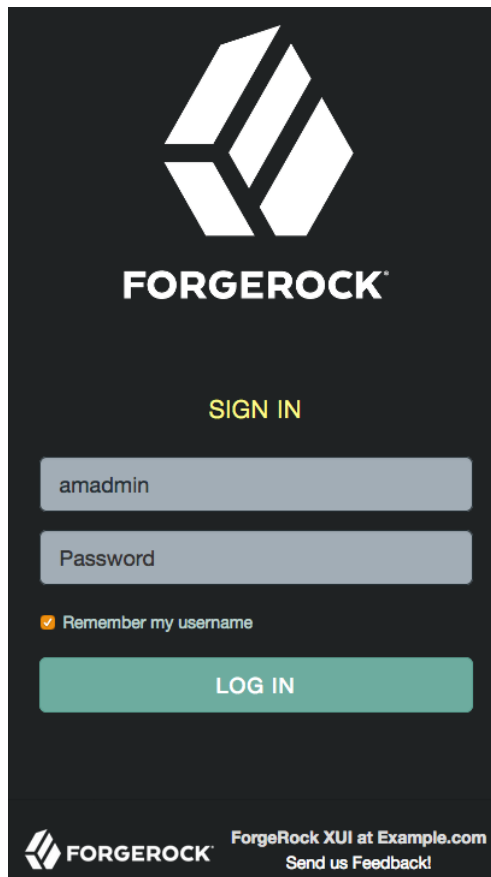 FORGEROCK®
SIGN IN
amadmin
Password
Remember my username
LOG IN
FORGEROCK®
ForgeRock XUI at Example.com
Send us Feedback!